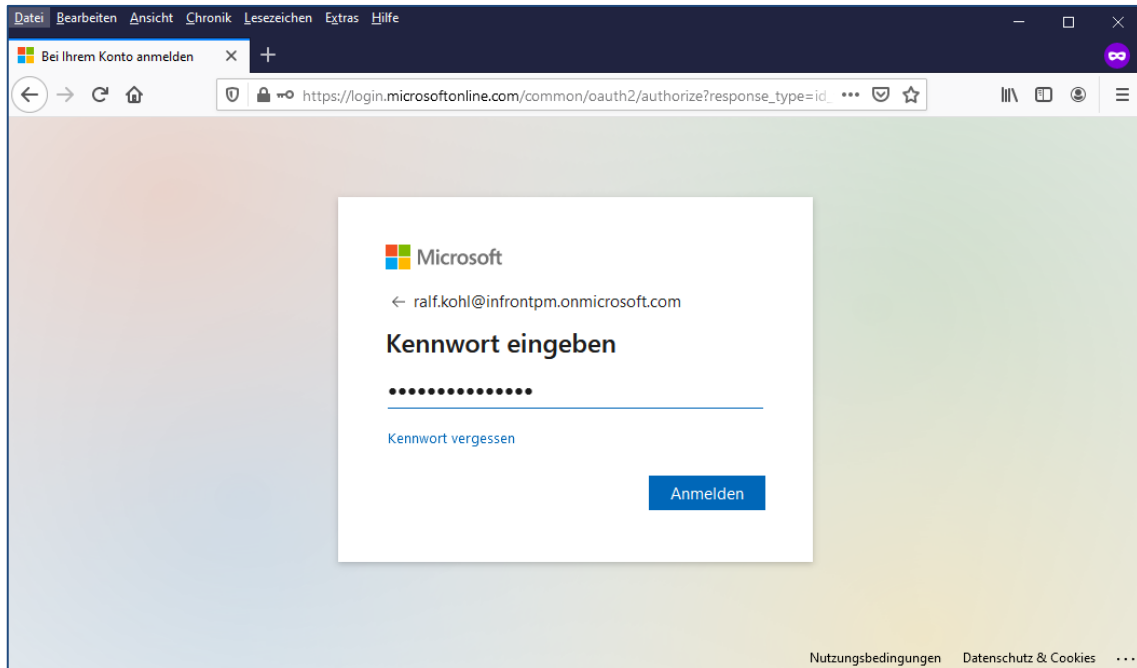 Datei Bearbeiten Ansicht Chronik Lesezeichen Extras Hilfe
Bei Ihrem Konto anmelden
https://login.microsoftonline.com/common/oauth2/authorize?response_type=id_
Microsoft
← ralf.kohl@infrontpm.onmicrosoft.com
Kennwort eingeben
•••••••••••••••
Kennwort vergessen
Anmelden
Nutzungsbedingungen Datenschutz & Cookies ...